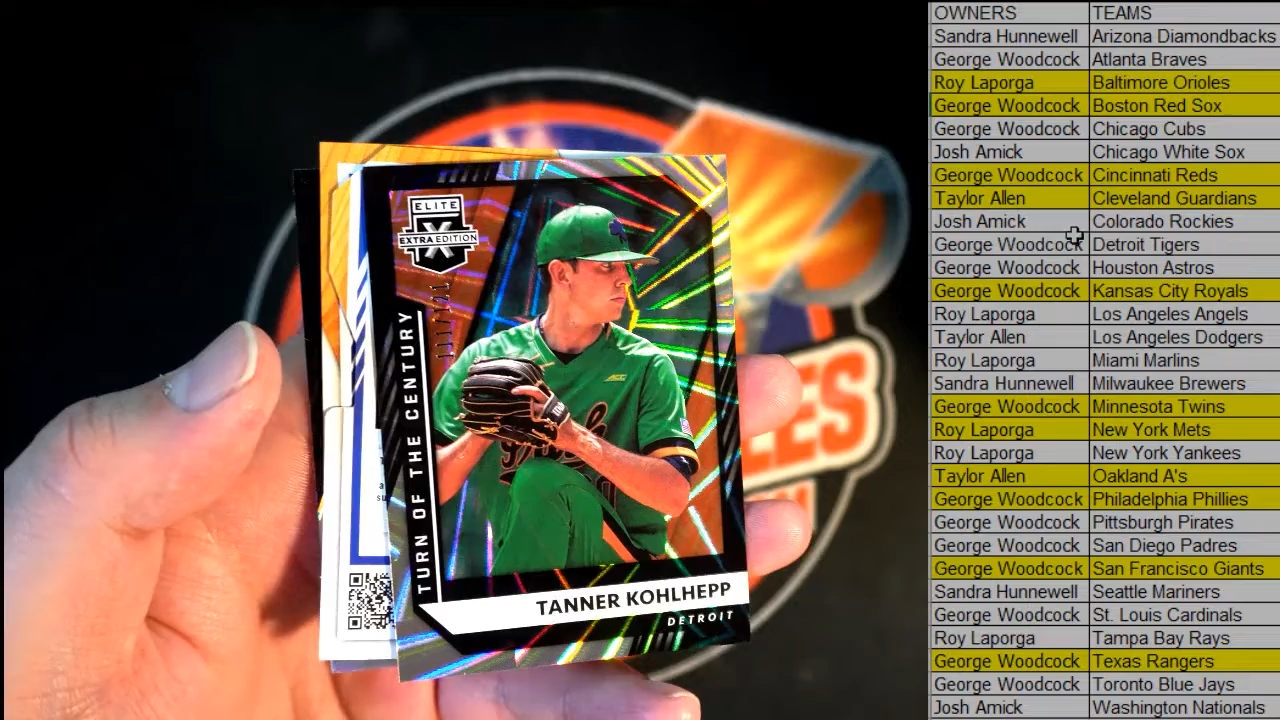 ELITE
EXTRA EDITION
X
TURN OF THE CENTURY
TANNER KOHLHEPP
DETROIT
ACC
OWNERS TEAMS
Sandra Hunnewell Arizona Diamondbacks
George Woodcock Atlanta Braves
Roy Laporga Baltimore Orioles
George Woodcock Boston Red Sox
George Woodcock Chicago Cubs
Josh Amick Chicago White Sox
George Woodcock Cincinnati Reds
Taylor Allen Cleveland Guardians
Josh Amick Colorado Rockies
George Woodcock Detroit Tigers
George Woodcock Houston Astros
George Woodcock Kansas City Royals
Roy Laporga Los Angeles Angels
Taylor Allen Los Angeles Dodgers
Roy Laporga Miami Marlins
Sandra Hunnewell Milwaukee Brewers
George Woodcock Minnesota Twins
Roy Laporga New York Mets
Roy Laporga New York Yankees
Taylor Allen Oakland A's
George Woodcock Philadelphia Phillies
George Woodcock Pittsburgh Pirates
George Woodcock San Diego Padres
George Woodcock San Francisco Giants
Sandra Hunnewell Seattle Mariners
George Woodcock St. Louis Cardinals
Roy Laporga Tampa Bay Rays
George Woodcock Texas Rangers
George Woodcock Toronto Blue Jays
Josh Amick Washington Nationals